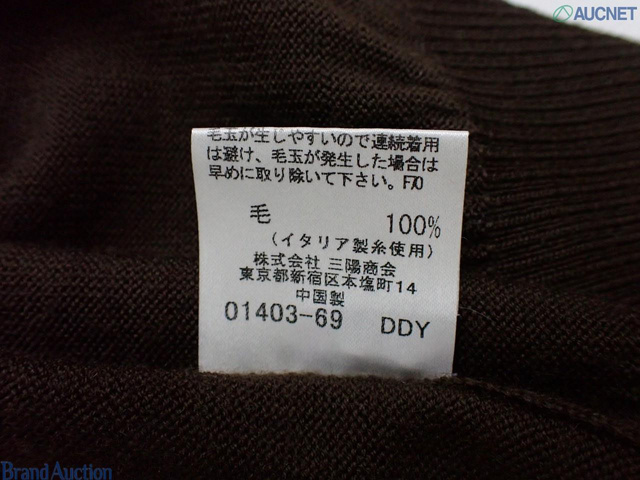 AUCNET
毛玉が生じやすいので連続着用
は避け、毛玉が発生した場合は
早めに取り除いて下さい。F70
毛 100%
(イタリア製糸使用)
株式会社 三陽商会
東京都新宿区本塩町14
中国製
01403-69 DDY
Brand Auction